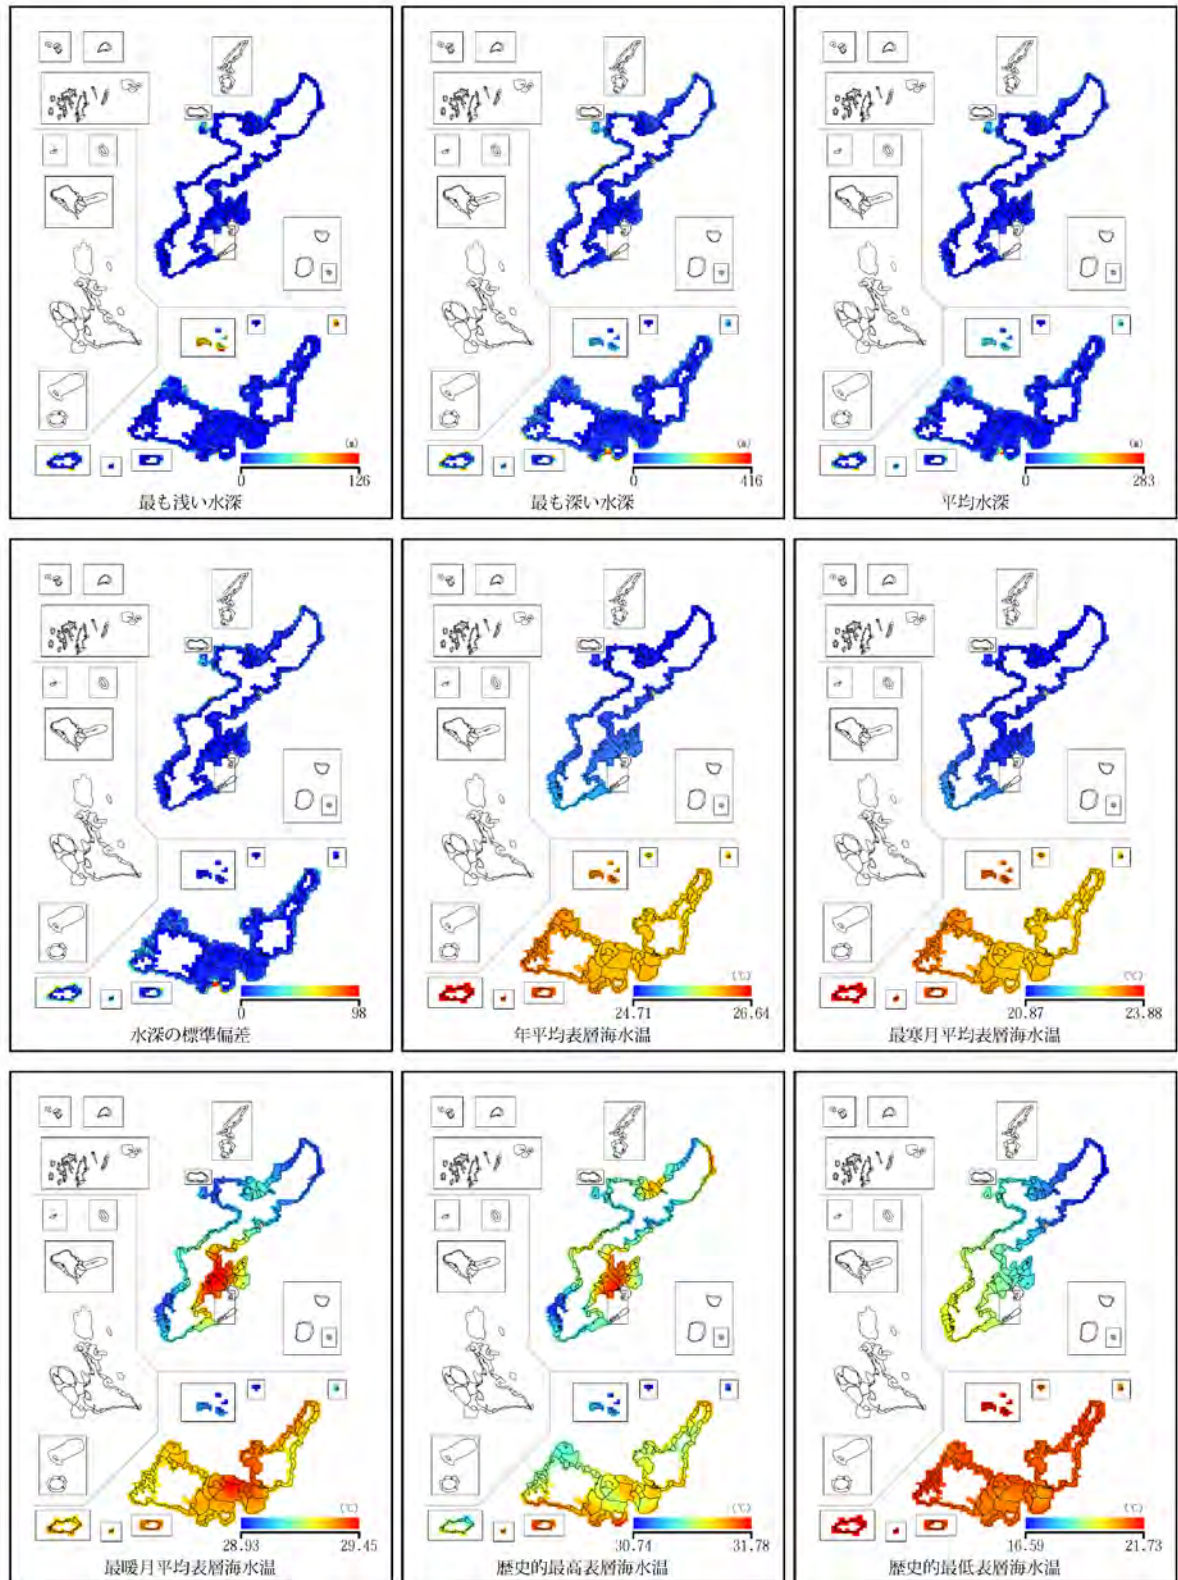 (m)
0 126
最も浅い水深
(m)
0 416
最も深い水深
(m)
0 283
平均水深
0 98
水深の標準偏差
(℃)
24.71 26.64
年平均表層海水温
(℃)
20.87 23.88
最寒月平均表層海水温
(℃)
28.93 29.45
最暖月平均表層海水温
(℃)
30.74 31.78
歴史的最高表層海水温
(℃)
16.59 21.73
歴史的最低表層海水温